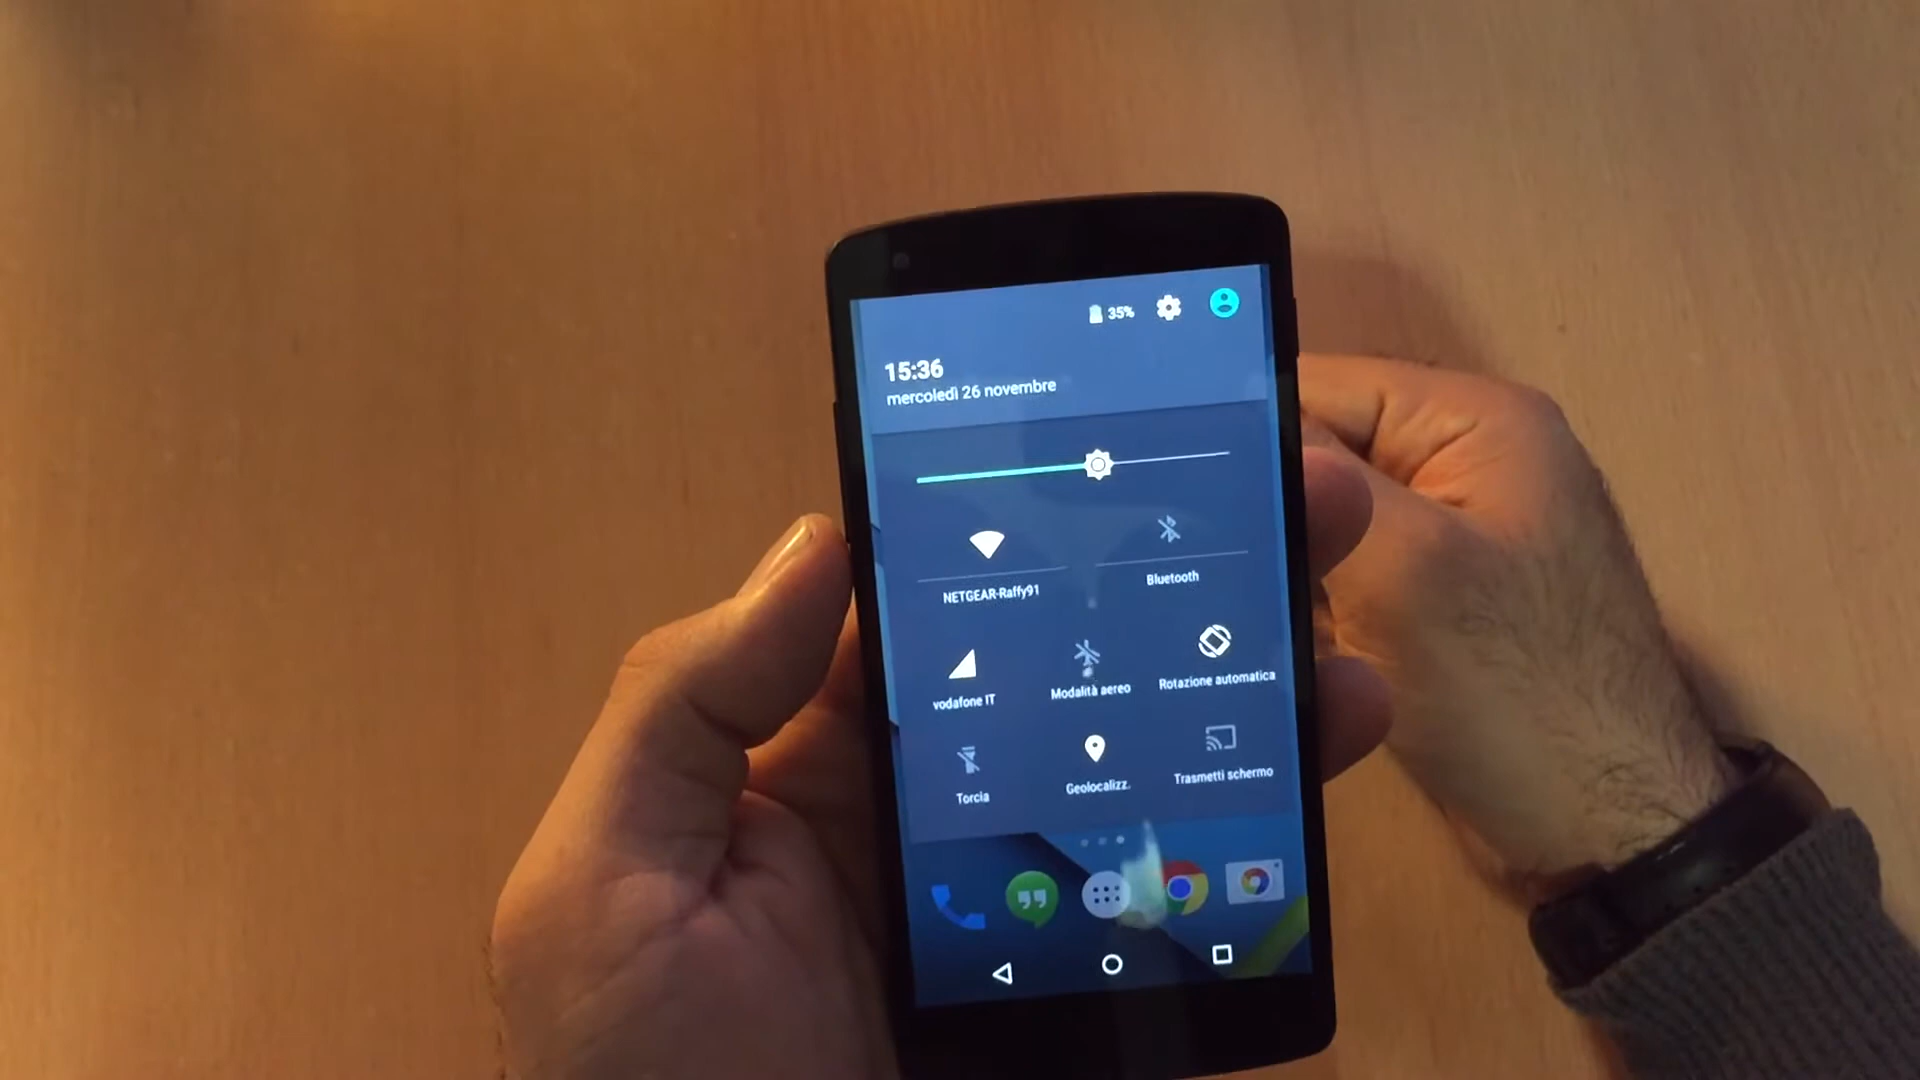 35%
15:36
mercoledì 26 novembre
NETGEAR-Raffy91
Bluetooth
vodafone IT
Modalità aereo
Rotazione automatica
Torcia
Geolocalizz.
Trasmetti schermo